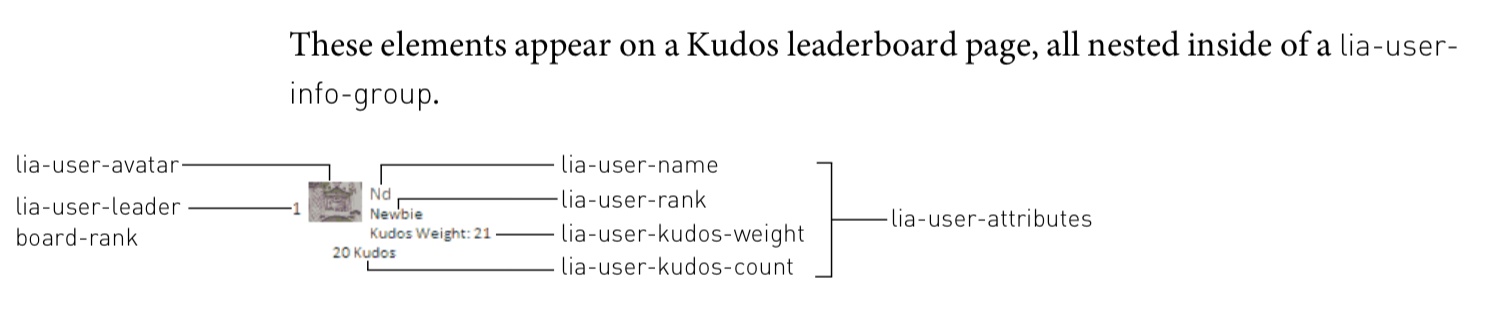 These elements appear on a Kudos leaderboard page, all nested inside of a lia-user-
info-group.
lia-user-avatar
lia-user-leader
board-rank
1
Nd
Newbie
Kudos Weight: 21
20 Kudos
lia-user-name
lia-user-rank
lia-user-kudos-weight
lia-user-kudos-count
lia-user-attributes